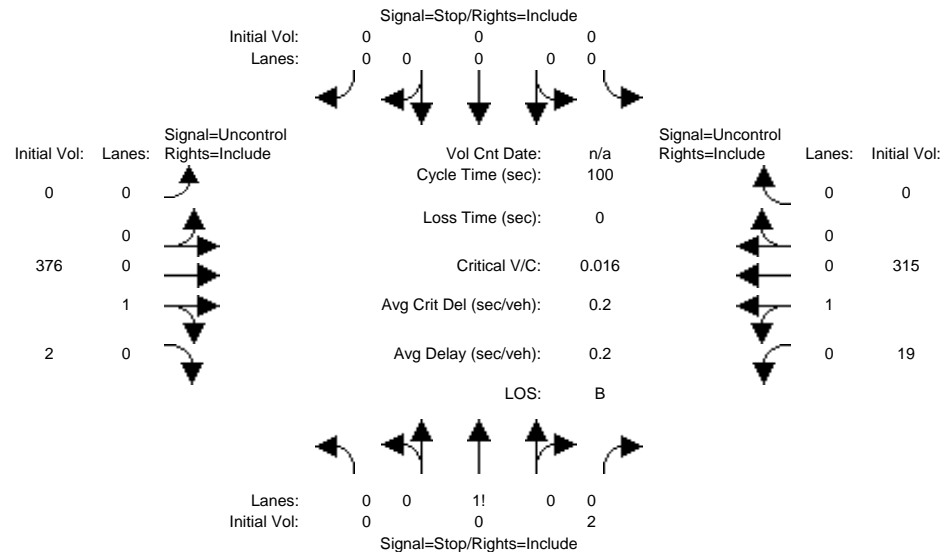 Signal=Stop/Rights=Include
Initial Vol: 0 0 0
Lanes: 0 0 0 0 0
Signal=Uncontrol Signal=Uncontrol
Initial Vol: Lanes: Rights=Include Vol Cnt Date: n/a Rights=Include Lanes: Initial Vol:
Cycle Time (sec): 100
0 0 0 0
Loss Time (sec): 0
0 0
376 0 Critical V/C: 0.016 0 315
1 Avg Crit Del (sec/veh): 0.2 1
2 0 Avg Delay (sec/veh): 0.2 0 19
LOS: B
Lanes: 0 0 1! 0 0
Initial Vol: 0 0 2
Signal=Stop/Rights=Include